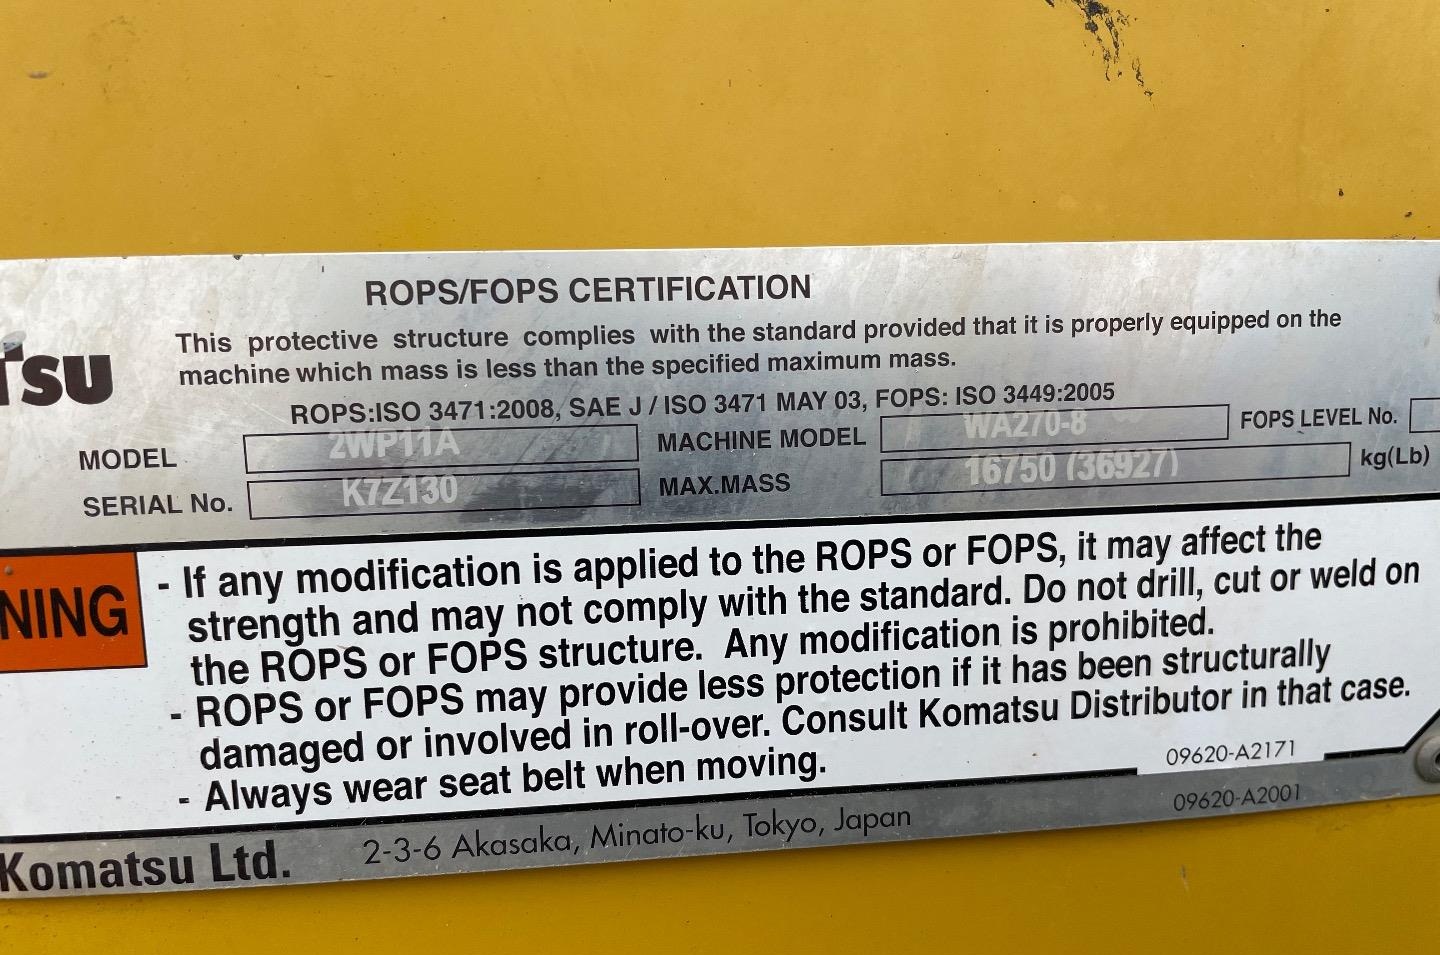 ROPS/FOPS CERTIFICATION
TSU
This protective structure complies with the standard provided that it is properly equipped on the
machine which mass is less than the specified maximum mass.
ROPS:ISO 3471:2008, SAE J / ISO 3471 MAY 03, FOPS: ISO 3449:2005
MODEL 2WP11A MACHINE MODEL WA270-8 FOPS LEVEL No.
SERIAL No. K7Z130 MAX.MASS 16750 (36927) kg(Lb)
NING
- If any modification is applied to the ROPS or FOPS, it may affect the
strength and may not comply with the standard. Do not drill, cut or weld on
the ROPS or FOPS structure. Any modification is prohibited.
- ROPS or FOPS may provide less protection if it has been structurally
damaged or involved in roll-over. Consult Komatsu Distributor in that case.
- Always wear seat belt when moving.
09620-A2171
Komatsu Ltd. 2-3-6 Akasaka, Minato-ku, Tokyo, Japan
09620-A2001